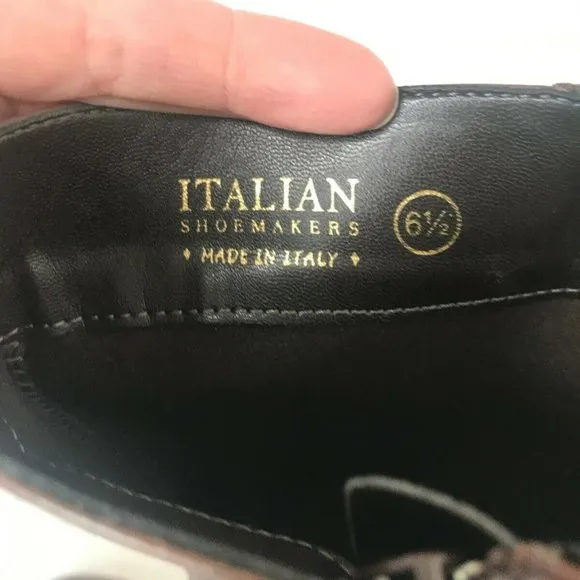 ITALIAN
SHOEMAKERS
♦ MADE IN ITALY ♦
6½